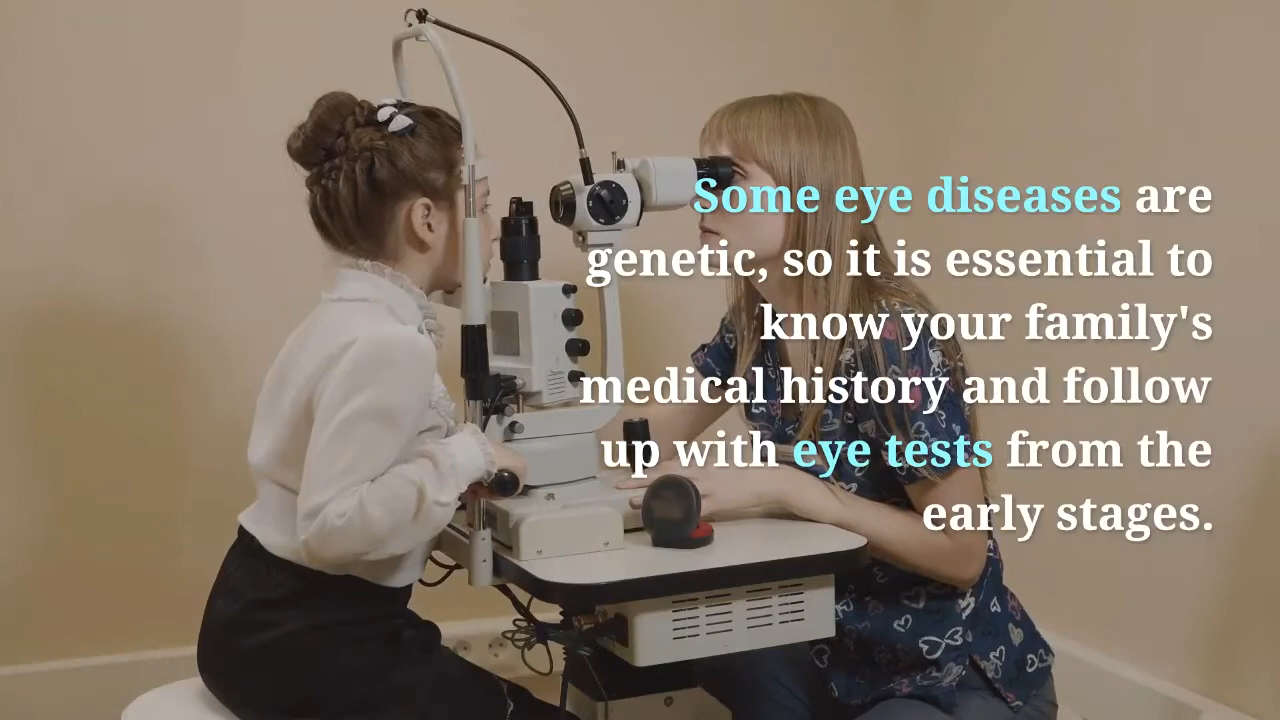 Some eye diseases are
genetic, so it is essential to
know your family's
medical history and follow
up with eye tests from the
early stages.